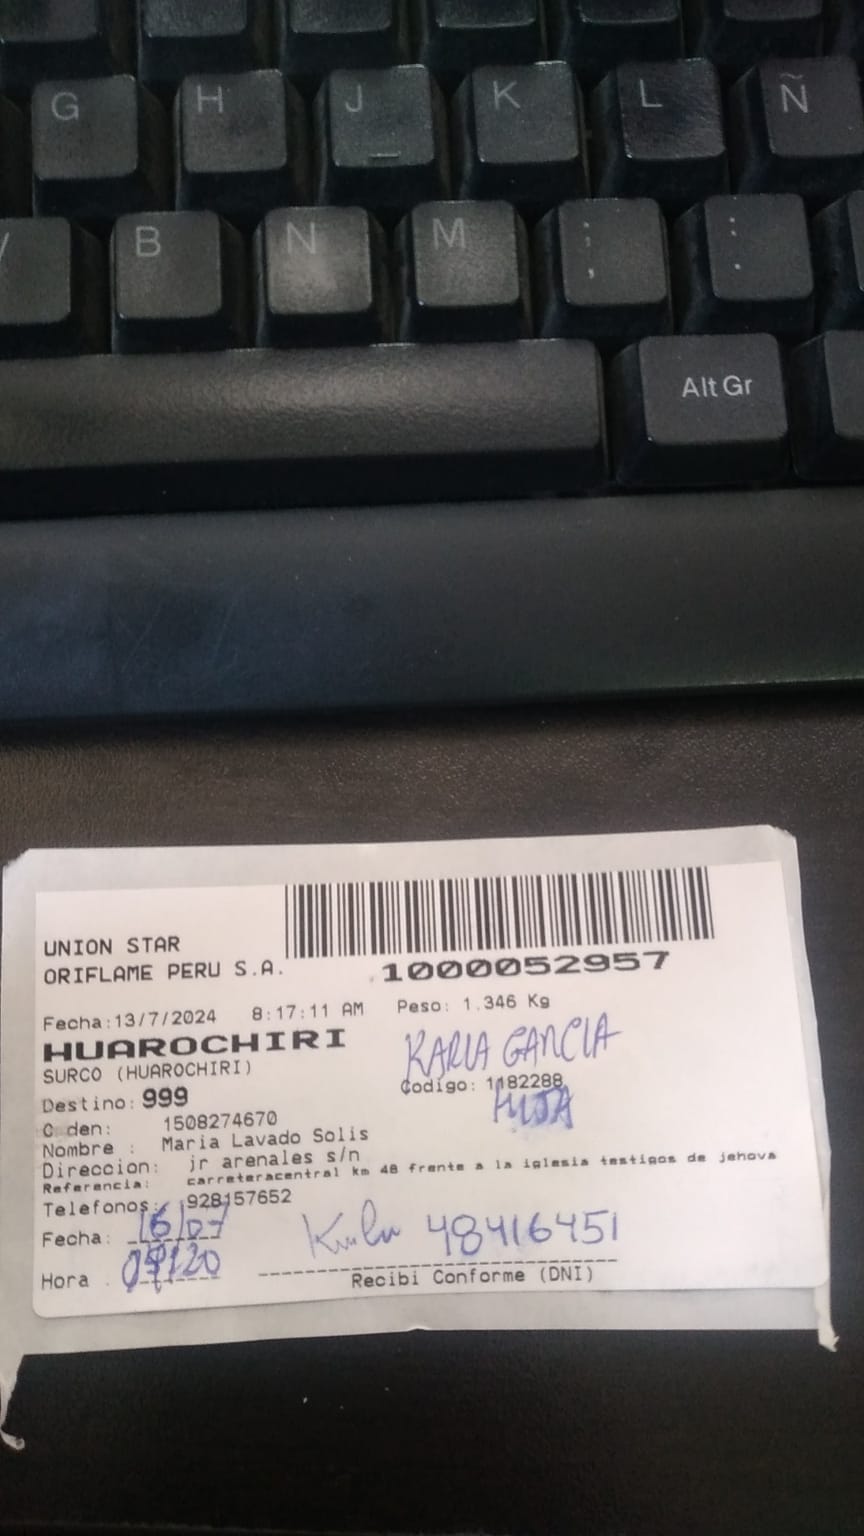 G H J K L Ñ
V B N M ; , : .
Alt Gr
UNION STAR
ORIFLAME PERU S.A.
1000052957
Fecha:13/7/2024 8:17:11 AM Peso: 1.346 Kg
HUAROCHIRI
KARLA GARCIA
SURCO (HUAROCHIRI)
Codigo: 1182288
Destino: 999
HIJA
C den: 1508274670
Nombre : Maria Lavado Solis
Direccion: jr arenales s/n
Referencia: carreteracentral km 48 frente a la iglesia testigos de jehova
Telefonos: 928157652
Fecha: 16/07
48416451
Hora
Recibi Conforme (DNI)